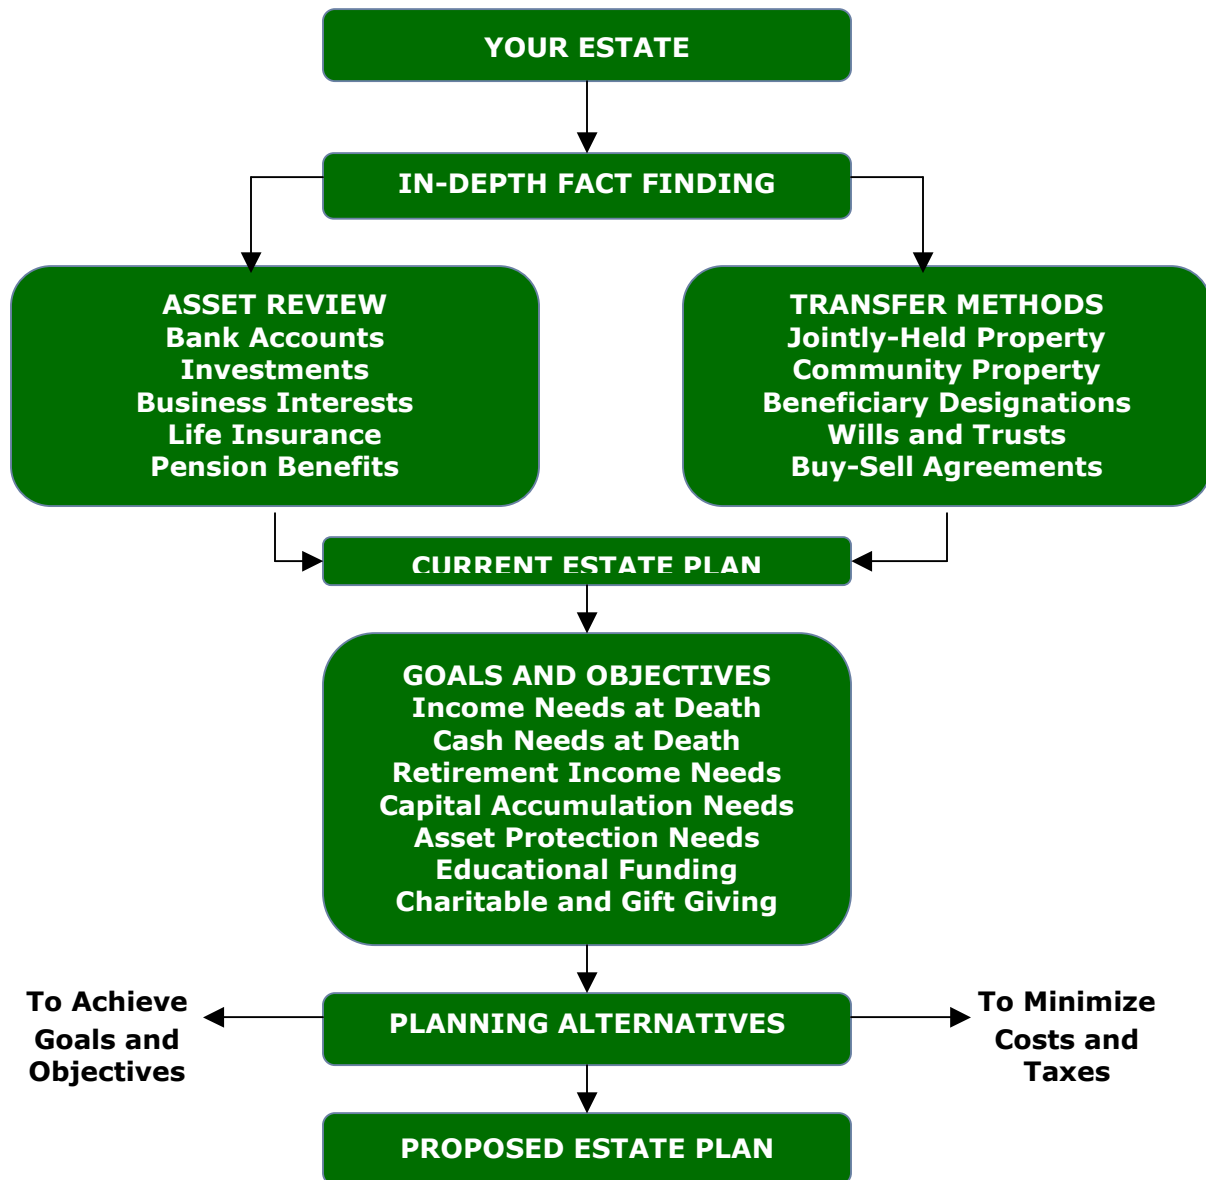 YOUR ESTATE
IN-DEPTH FACT FINDING
ASSET REVIEW
Bank Accounts
Investments
Business Interests
Life Insurance
Pension Benefits
TRANSFER METHODS
Jointly-Held Property
Community Property
Beneficiary Designations
Wills and Trusts
Buy-Sell Agreements
CURRENT ESTATE PLAN
GOALS AND OBJECTIVES
Income Needs at Death
Cash Needs at Death
Retirement Income Needs
Capital Accumulation Needs
Asset Protection Needs
Educational Funding
Charitable and Gift Giving
To Achieve
Goals and
Objectives
PLANNING ALTERNATIVES
To Minimize
Costs and
Taxes
PROPOSED ESTATE PLAN